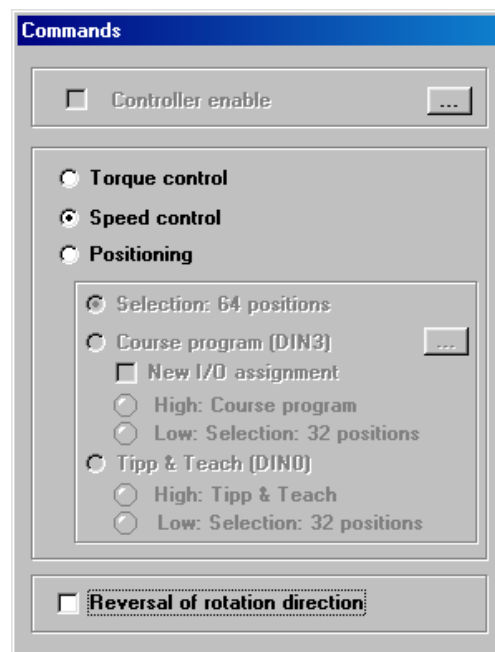 Commands
Controller enable
...
Torque control
Speed control
Positioning
Selection: 64 positions
Course program (DIN3)
...
New I/O assignment
High: Course program
Low: Selection: 32 positions
Tipp & Teach (DIN0)
High: Tipp & Teach
Low: Selection: 32 positions
Reversal of rotation direction